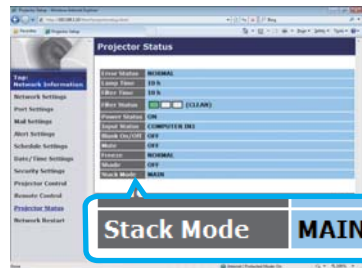 Projector Status
Top:
Network Information
Network Settings
Port Settings
Mail Settings
Alert Settings
Schedule Settings
Date/Time Settings
Security Settings
Projector Control
Remote Control
Projector Status
Network Restart
Error Status NORMAL
Lamp Time 10 h
Filter Time 10 h
Filter Status (CLEAN)
Power Status ON
Input Status COMPUTER IN1
Blank On/Off OFF
Mute OFF
Freeze NORMAL
Shade OFF
Stack Mode MAIN
Stack Mode MAIN